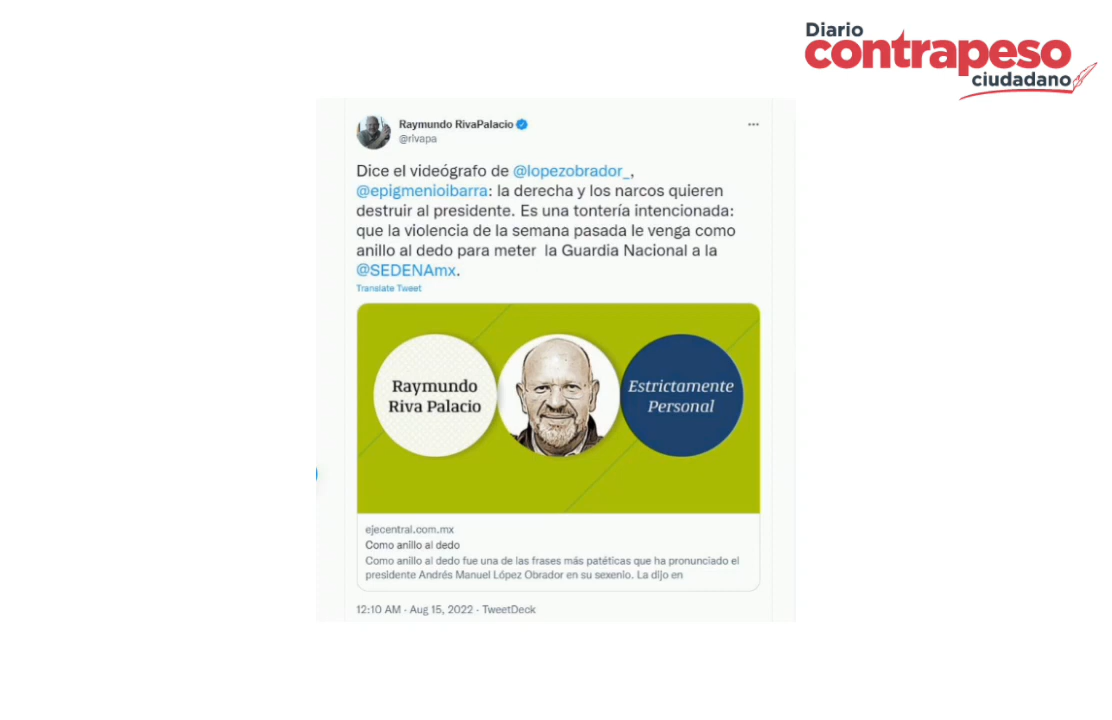 Diario
contrapeso
ciudadano
Raymundo RivaPalacio
@rivapa
Dice el videógrafo de @lopezobrador_,
@epigmenioibarra: la derecha y los narcos quieren
destruir al presidente. Es una tontería intencionada:
que la violencia de la semana pasada le venga como
anillo al dedo para meter  la Guardia Nacional a la
@SEDENAmx.
Translate Tweet
Raymundo
Riva Palacio
Estrictamente
Personal
ejecentral.com.mx
Como anillo al dedo
Como anillo al dedo fue una de las frases más patéticas que ha pronunciado el
presidente Andrés Manuel López Obrador en su sexenio. La dijo en
12:10 AM · Aug 15, 2022 · TweetDeck